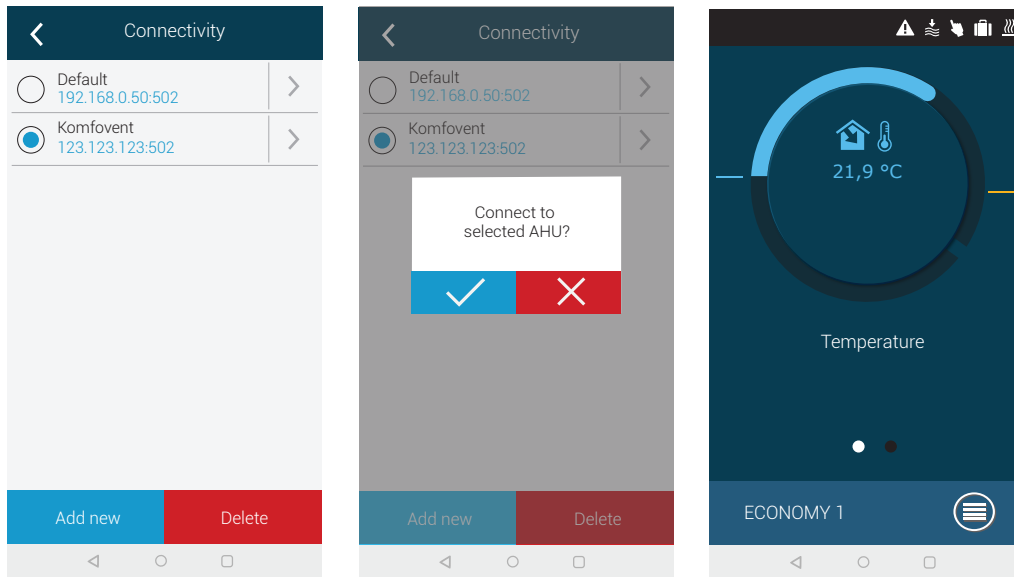 Connectivity
Default
192.168.0.50:502
Komfovent
123.123.123:502
Add new
Delete
Connectivity
Default
192.168.0.50:502
Komfovent
123.123.123:502
Connect to
selected AHU?
Add new
Delete
21,9 °C
Temperature
ECONOMY 1